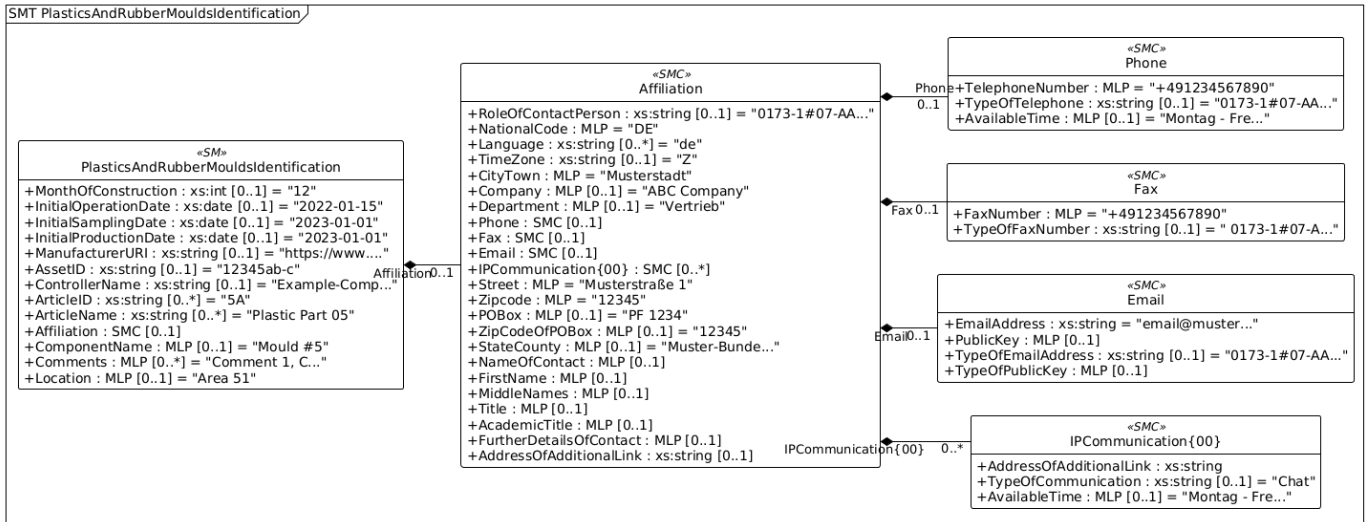 SMT PlasticsAndRubberMouldsIdentification
«SM»
PlasticsAndRubberMouldsIdentification
+MonthOfConstruction : xs:int [0..1] = "12"
+InitialOperationDate : xs:date [0..1] = "2022-01-15"
+InitialSamplingDate : xs:date [0..1] = "2023-01-01"
+InitialProductionDate : xs:date [0..1] = "2023-01-01"
+ManufacturerURI : xs:string [0..1] = "https://www...."
+AssetID : xs:string [0..1] = "12345ab-c"
+ControllerName : xs:string [0..1] = "Example-Comp..."
+ArticleID : xs:string [0..*] = "5A"
+ArticleName : xs:string [0..*] = "Plastic Part 05"
+Affiliation : SMC [0..1]
+ComponentName : MLP [0..1] = "Mould #5"
+Comments : MLP [0..*] = "Comment 1, C..."
+Location : MLP [0..1] = "Area 51"
Affiliation 0..1
«SMC»
Affiliation
+RoleOfContactPerson : xs:string [0..1] = "0173-1#07-AA..."
+NationalCode : MLP = "DE"
+Language : xs:string [0..*] = "de"
+TimeZone : xs:string [0..1] = "Z"
+CityTown : MLP = "Musterstadt"
+Company : MLP [0..1] = "ABC Company"
+Department : MLP [0..1] = "Vertrieb"
+Phone : SMC [0..1]
+Fax : SMC [0..1]
+Email : SMC [0..1]
+IPCommunication{00} : SMC [0..*]
+Street : MLP = "Musterstraße 1"
+Zipcode : MLP = "12345"
+POBox : MLP [0..1] = "PF 1234"
+ZipCodeOfPOBox : MLP [0..1] = "12345"
+StateCounty : MLP [0..1] = "Muster-Bunde..."
+NameOfContact : MLP [0..1]
+FirstName : MLP [0..1]
+MiddleNames : MLP [0..1]
+Title : MLP [0..1]
+AcademicTitle : MLP [0..1]
+FurtherDetailsOfContact : MLP [0..1]
+AddressOfAdditionalLink : xs:string [0..1]
Phone
0..1
«SMC»
Phone
+TelephoneNumber : MLP = "+491234567890"
+TypeOfTelephone : xs:string [0..1] = "0173-1#07-AA..."
+AvailableTime : MLP [0..1] = "Montag - Fre..."
Fax 0..1
«SMC»
Fax
+FaxNumber : MLP = "+491234567890"
+TypeOfFaxNumber : xs:string [0..1] = " 0173-1#07-A..."
Email 0..1
«SMC»
Email
+EmailAddress : xs:string = "email@muster..."
+PublicKey : MLP [0..1]
+TypeOfEmailAddress : xs:string [0..1] = "0173-1#07-AA..."
+TypeOfPublicKey : MLP [0..1]
IPCommunication{00} 0..*
«SMC»
IPCommunication{00}
+AddressOfAdditionalLink : xs:string
+TypeOfCommunication : xs:string [0..1] = "Chat"
+AvailableTime : MLP [0..1] = "Montag - Fre..."